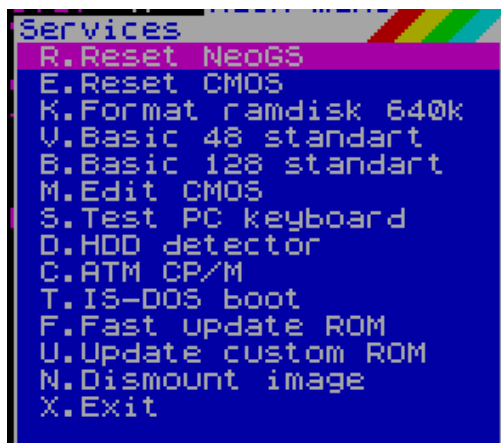 Services
R.Reset NeoGS
E.Reset CMOS
K.Format ramdisk 640k
V.Basic 48 standart
B.Basic 128 standart
M.Edit CMOS
S.Test PC keyboard
D.HDD detector
C.ATM CP/M
T.IS-DOS boot
F.Fast update ROM
U.Update custom ROM
N.Dismount image
X.Exit